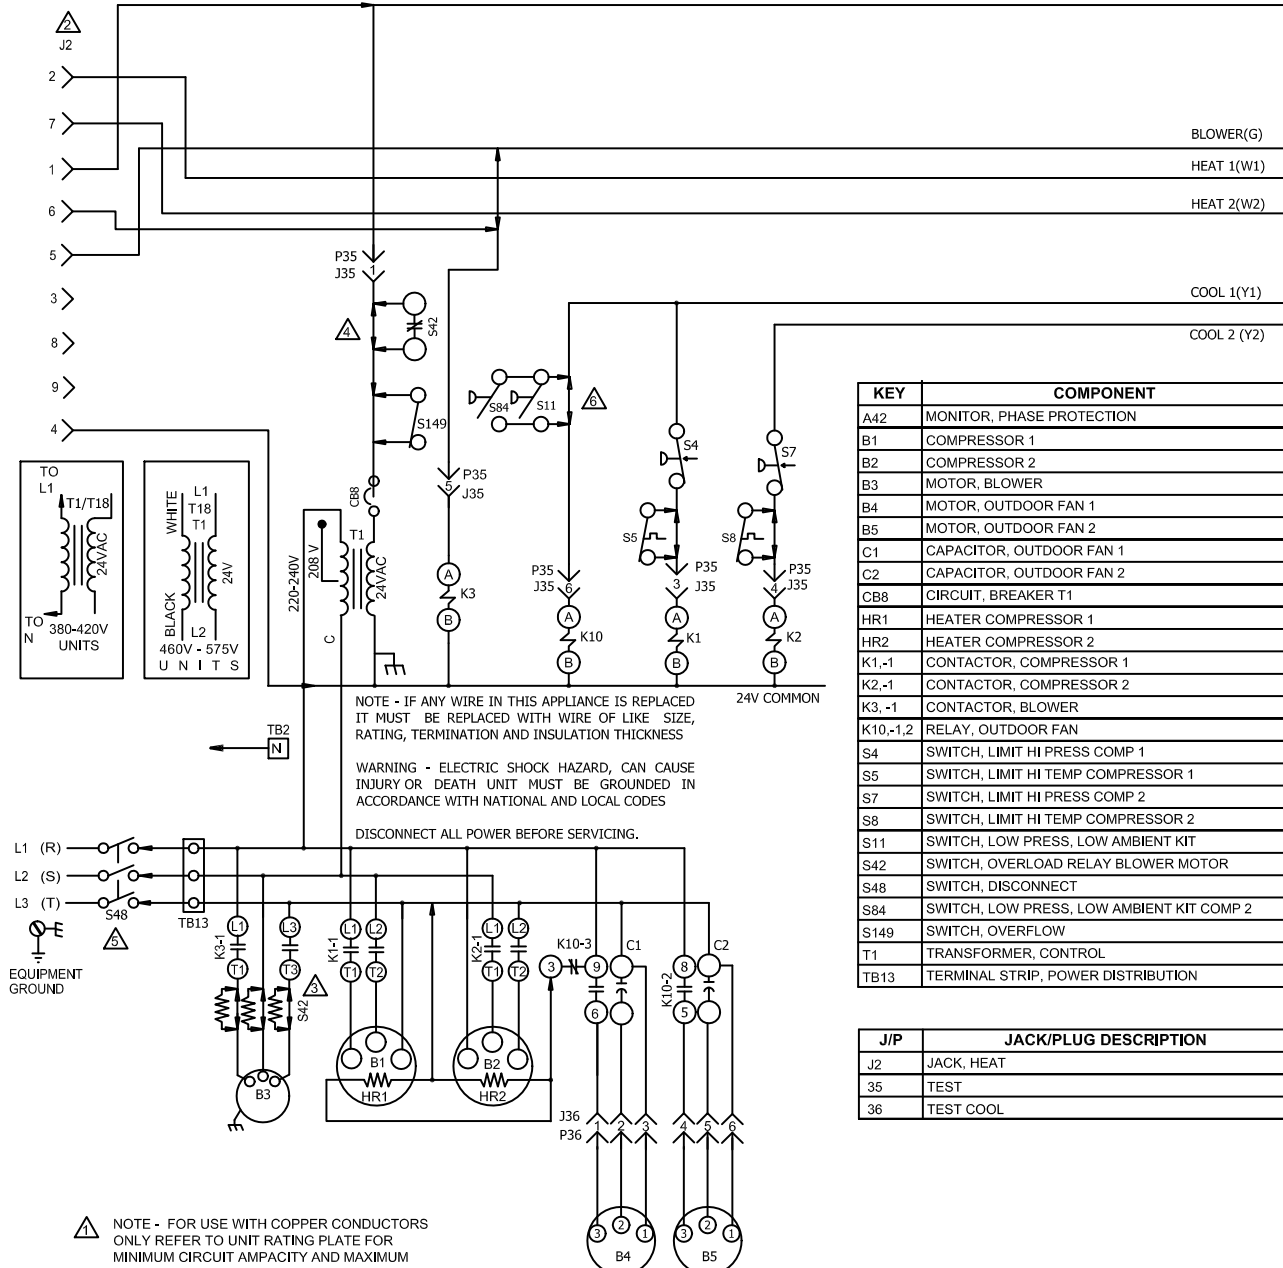 2
J2
2
7
1
6
5
3
8
9
4
BLOWER(G)
HEAT 1(W1)
HEAT 2(W2)
COOL 1(Y1)
COOL 2 (Y2)
P35
J35
1
4
S42
S149
S84
S11
6
S4
S7
S5
S8
P35
5
J35
CB8
T1
220-240V
208 V
24VAC
C
A
K3
B
P35
J35
6
A
K10
B
P35
3
J35
A
K1
B
P35
4
J35
A
K2
B
24V COMMON
TO
L1
T1/T18
24VAC
TO
N
380-420V
UNITS
WHITE
L1
T18
T1
24V
BLACK
L2
460V - 575V
UNITS
NOTE - IF ANY WIRE IN THIS APPLIANCE IS REPLACED
IT MUST BE REPLACED WITH WIRE OF LIKE SIZE,
RATING, TERMINATION AND INSULATION THICKNESS
WARNING - ELECTRIC SHOCK HAZARD, CAN CAUSE
INJURY OR DEATH UNIT MUST BE GROUNDED IN
ACCORDANCE WITH NATIONAL AND LOCAL CODES
DISCONNECT ALL POWER BEFORE SERVICING.
TB2
N
L1 (R)
L2 (S)
L3 (T)
S48
5
TB13
EQUIPMENT
GROUND
K3-1
L1
L3
T1
T3
3
S42
B3
K1-1
L1
L2
T1
T2
B1
HR1
K2-1
L1
L2
T1
T2
B2
HR2
K10-3
3
9
6
C1
K10-2
8
5
C2
J36
P36
1
2
3
4
5
6
3
2
1
B4
3
2
1
B5
KEY COMPONENT
A42 MONITOR, PHASE PROTECTION
B1 COMPRESSOR 1
B2 COMPRESSOR 2
B3 MOTOR, BLOWER
B4 MOTOR, OUTDOOR FAN 1
B5 MOTOR, OUTDOOR FAN 2
C1 CAPACITOR, OUTDOOR FAN 1
C2 CAPACITOR, OUTDOOR FAN 2
CB8 CIRCUIT, BREAKER T1
HR1 HEATER COMPRESSOR 1
HR2 HEATER COMPRESSOR 2
K1,-1 CONTACTOR, COMPRESSOR 1
K2,-1 CONTACTOR, COMPRESSOR 2
K3, -1 CONTACTOR, BLOWER
K10,-1,2 RELAY, OUTDOOR FAN
S4 SWITCH, LIMIT HI PRESS COMP 1
S5 SWITCH, LIMIT HI TEMP COMPRESSOR 1
S7 SWITCH, LIMIT HI PRESS COMP 2
S8 SWITCH, LIMIT HI TEMP COMPRESSOR 2
S11 SWITCH, LOW PRESS, LOW AMBIENT KIT
S42 SWITCH, OVERLOAD RELAY BLOWER MOTOR
S48 SWITCH, DISCONNECT
S84 SWITCH, LOW PRESS, LOW AMBIENT KIT COMP 2
S149 SWITCH, OVERFLOW
T1 TRANSFORMER, CONTROL
TB13 TERMINAL STRIP, POWER DISTRIBUTION
J/P JACK/PLUG DESCRIPTION
J2 JACK, HEAT
35 TEST
36 TEST COOL
1
NOTE - FOR USE WITH COPPER CONDUCTORS
ONLY REFER TO UNIT RATING PLATE FOR
MINIMUM CIRCUIT AMPACITY AND MAXIMUM